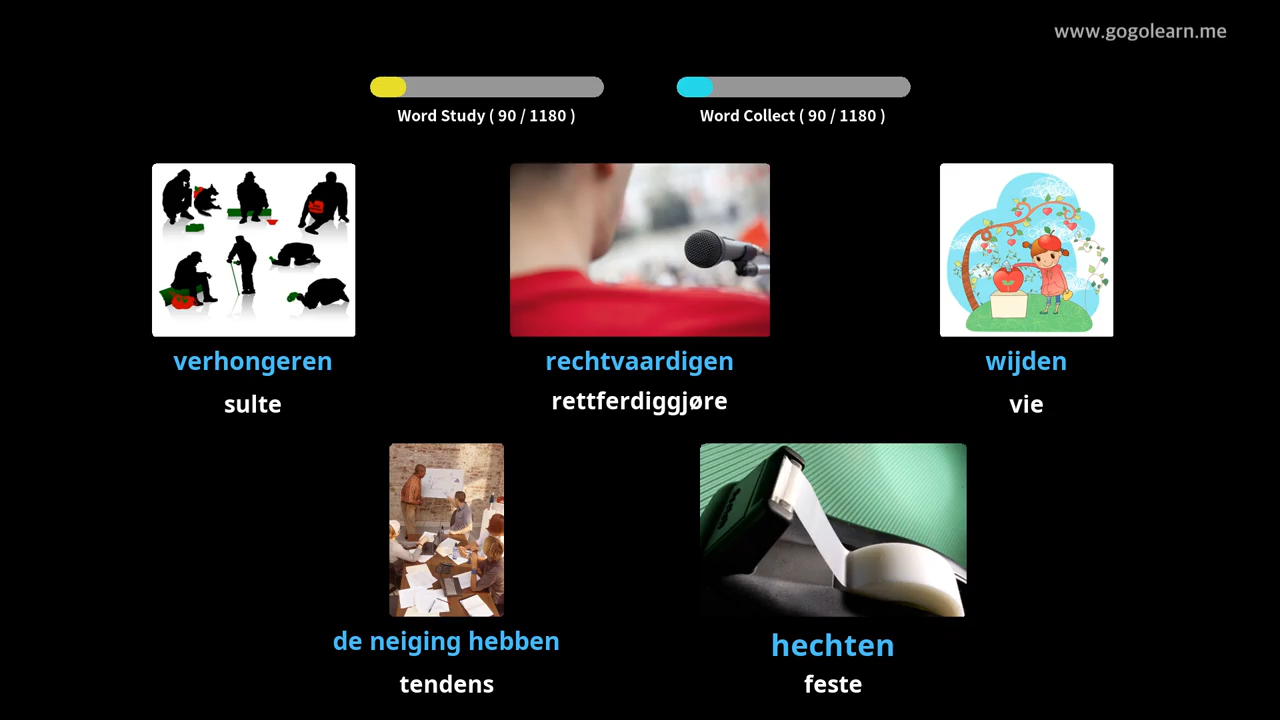 www.gogolearn.me
Word Study ( 90 / 1180 )
Word Collect ( 90 / 1180 )
verhongeren
sulte
rechtvaardigen
rettferdiggjøre
wijden
vie
de neiging hebben
tendens
hechten
feste